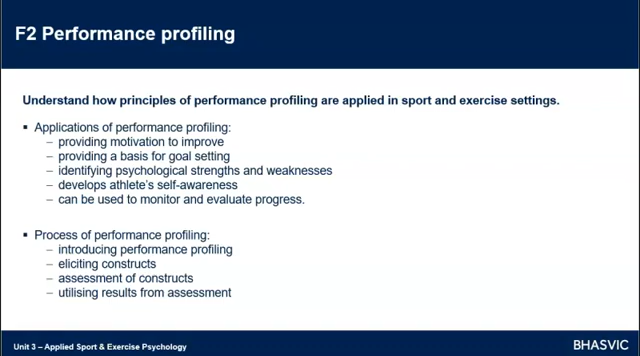 F2 Performance profiling
Understand how principles of performance profiling are applied in sport and exercise settings.
▪ Applications of performance profiling:
– providing motivation to improve
– providing a basis for goal setting
– identifying psychological strengths and weaknesses
– develops athlete's self-awareness
– can be used to monitor and evaluate progress.
▪ Process of performance profiling:
– introducing performance profiling
– eliciting constructs
– assessment of constructs
– utilising results from assessment
Unit 3 – Applied Sport & Exercise Psychology
BHASVIC